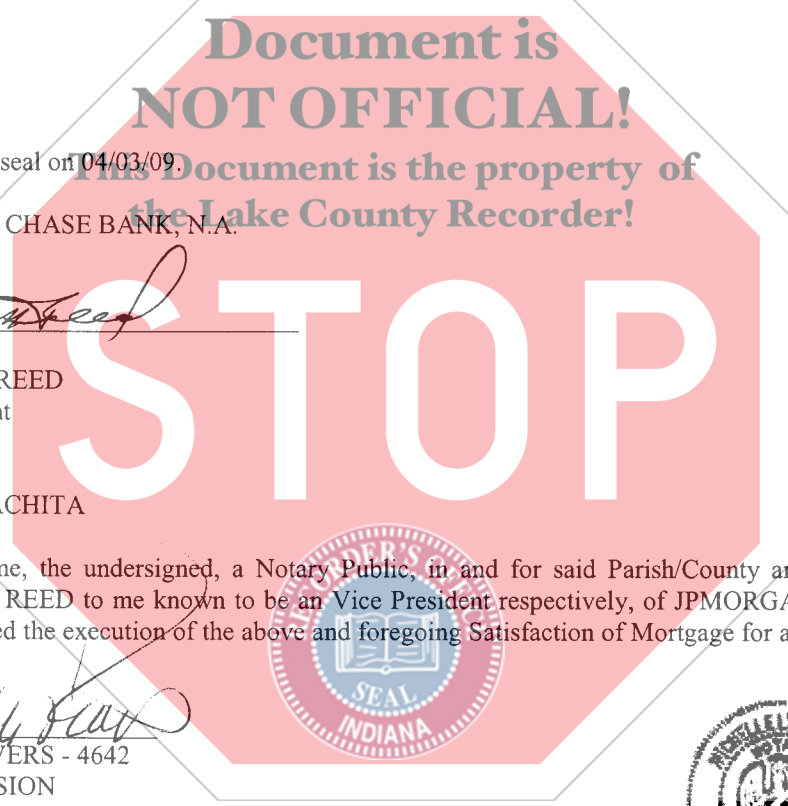 Document is
NOT OFFICIAL!
seal on 04/03/09.
This Document is the property of
the Lake County Recorder!
CHASE BANK, N.A.
STOP
REED
ACHITA
me, the undersigned, a Notary Public, in and for said Parish/County
REED to me known to be an Vice President respectively, of JPMORGA
ed the execution of the above and foregoing Satisfaction of Mortgage for a
RECORDER'S OFFICE
SEAL
INDIANA
VERS - 4642
SION